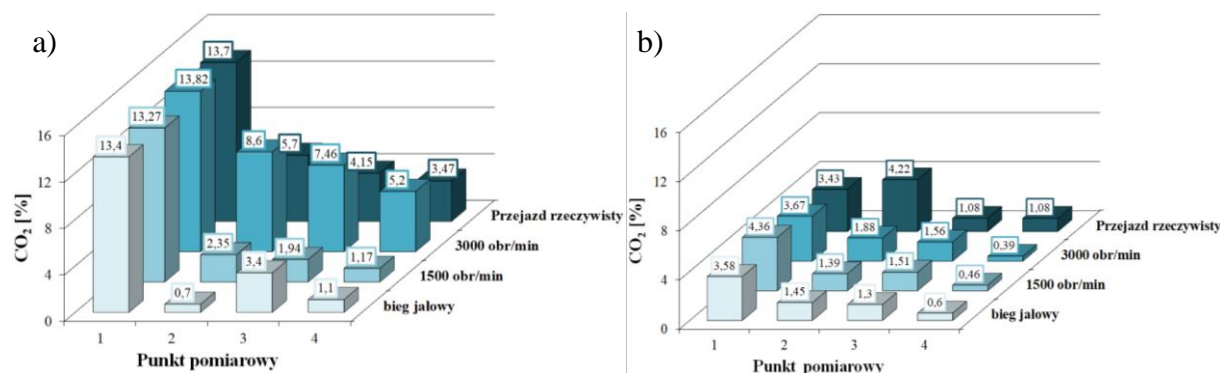 a)
CO₂ [%]
16
12
8
4
0
13,7
13,82
13,27
13,4
8,6
5,7
7,46
4,15
5,2
3,47
2,35
1,94
1,17
0,7
3,4
1,1
Przejazd rzeczywisty
3000 obr/min
1500 obr/min
bieg jałowy
1 2 3 4
Punkt pomiarowy
b)
CO₂ [%]
16
12
8
4
0
3,43
4,22
1,08
1,08
3,67
1,88
1,56
0,39
4,36
1,39
1,51
0,46
3,58
1,45
1,3
0,6
Przejazd rzeczywisty
3000 obr/min
1500 obr/min
bieg jałowy
1 2 3 4
Punkt pomiarowy